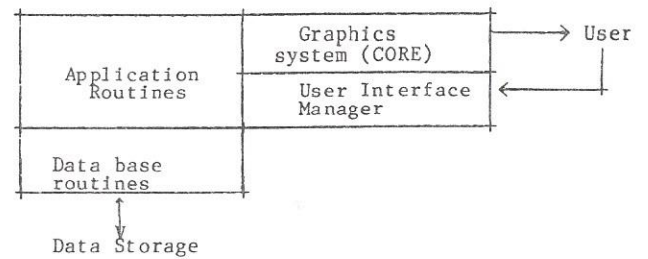 Graphics
system (CORE)
User
Application
Routines
User Interface
Manager
Data base
routines
Data Storage